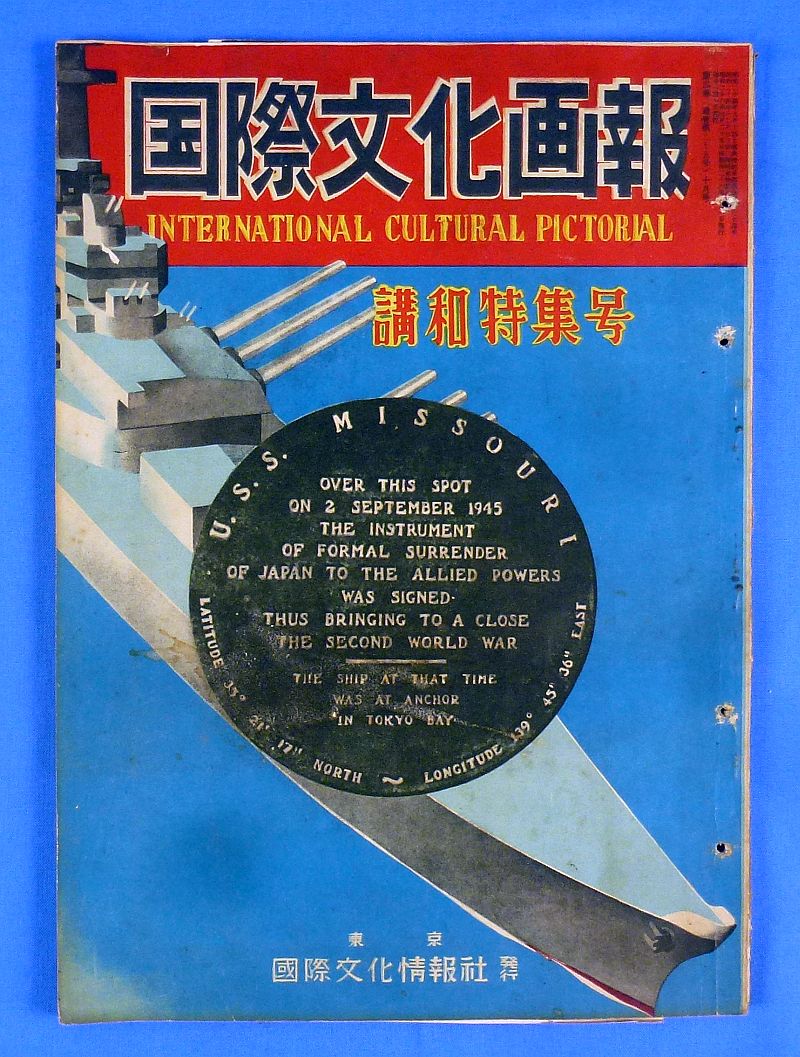 国際文化画報
INTERNATIONAL CULTURAL PICTORIAL
講和特集号
U.S.S. MISSOURI
OVER THIS SPOT
ON 2 SEPTEMBER 1945
THE INSTRUMENT
OF FORMAL SURRENDER
OF JAPAN TO THE ALLIED POWERS
WAS SIGNED·
THUS BRINGING TO A CLOSE
THE SECOND WORLD WAR
THE SHIP AT THAT TIME
WAS AT ANCHOR
IN TOKYO BAY
LATITUDE 35° 21' 17" NORTH ~ LONGITUDE 139° 45' 36" EAST
東京
國際文化情報社 発行